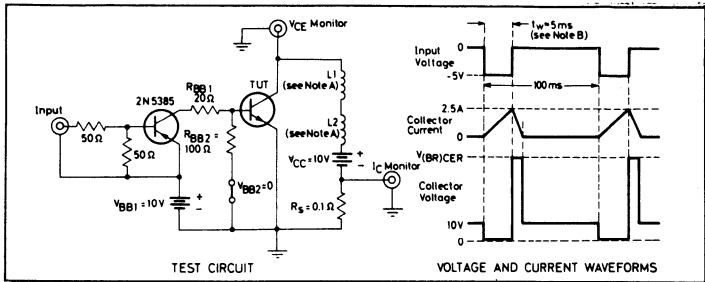 VCE Monitor
L1
(see Note A)
TUT
RBB1
20Ω
2N5385
Input
50Ω
50Ω
RBB2=
100Ω
L2
(see Note A)
VCC=10V
+
-
IC Monitor
VBB1=10V
+
-
VBB2=0
RS=0.1Ω
TEST CIRCUIT
tw≈5ms
(see Note B)
Input
Voltage
0
-5V
100ms
2.5A
Collector
Current
0
V(BR)CER
Collector
Voltage
10V
0
VOLTAGE AND CURRENT WAVEFORMS